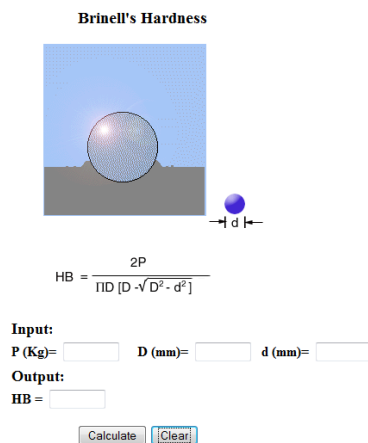 Brinell's Hardness
d
2P
HB =
ΠD [D -√D² - d²]
Input:
P (Kg)= D (mm)= d (mm)=
Output:
HB =
Calculate Clear